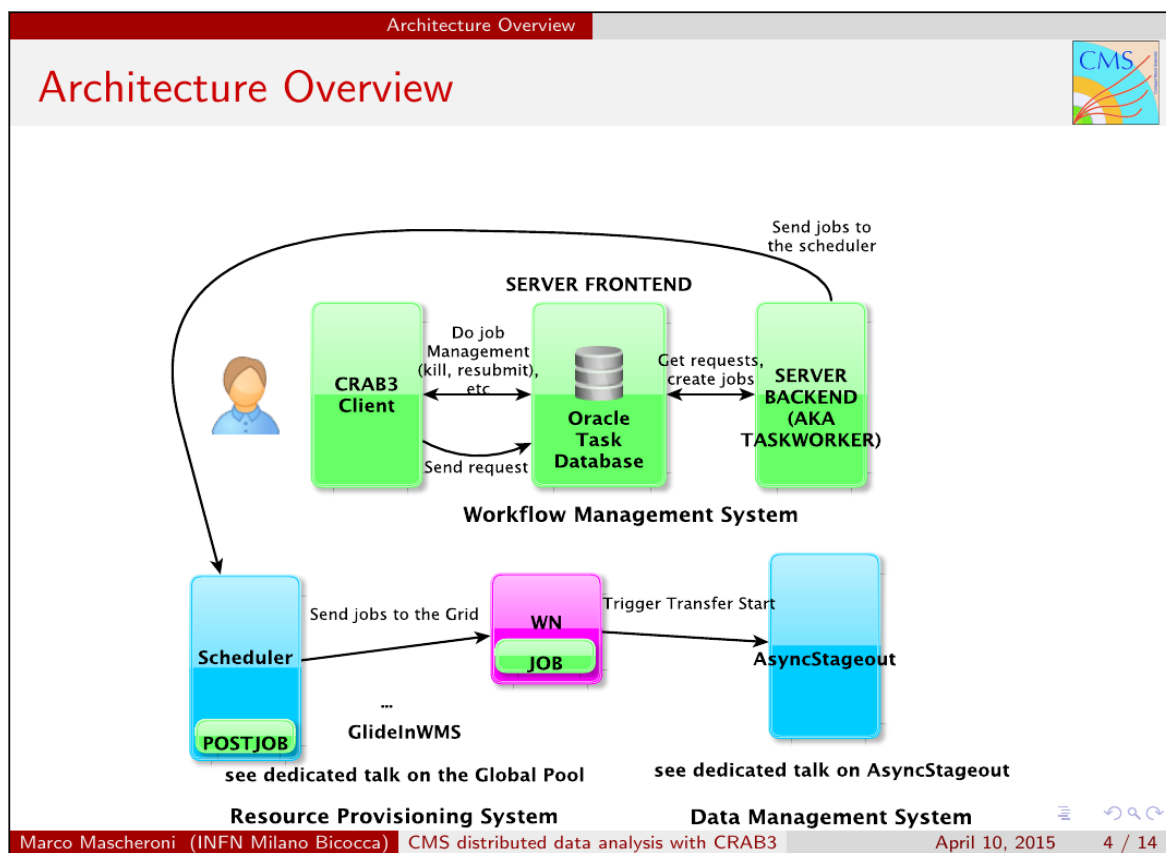 Architecture Overview
Architecture Overview
CMS
Send jobs to
the scheduler
SERVER FRONTEND
Do job
Management
(kill, resubmit),
etc
Get requests,
create jobs
CRAB3
Client
Oracle
Task
Database
SERVER
BACKEND
(AKA
TASKWORKER)
Send request
Workflow Management System
Send jobs to the Grid
Trigger Transfer Start
WN
JOB
Scheduler
AsyncStageout
POSTJOB
...
GlideInWMS
see dedicated talk on the Global Pool
see dedicated talk on AsyncStageout
Resource Provisioning System
Data Management System
Marco Mascheroni (INFN Milano Bicocca) CMS distributed data analysis with CRAB3 April 10, 2015 4 / 14